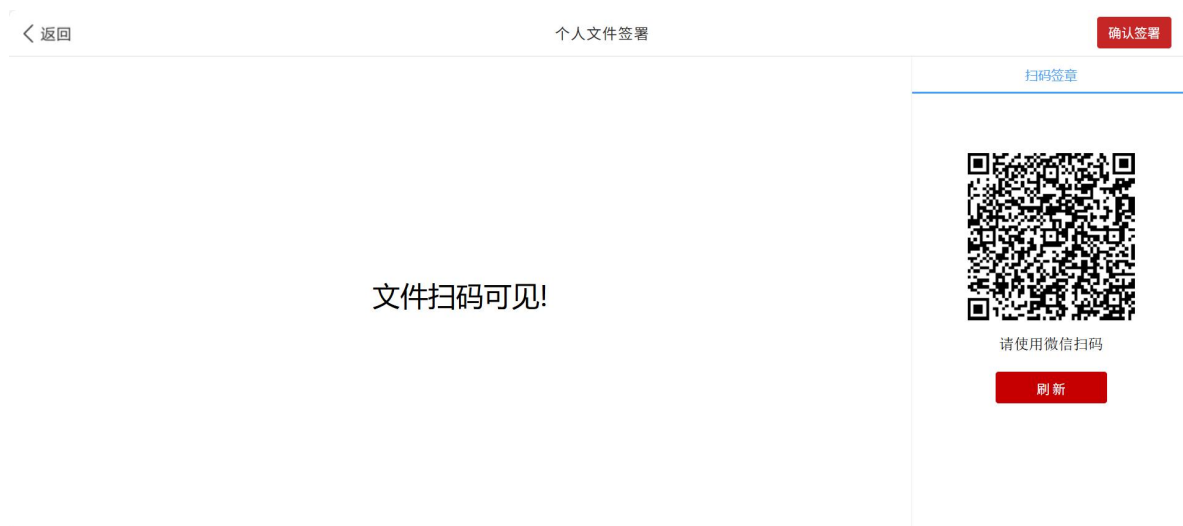 返回
个人文件签署
确认签署
扫码签章
文件扫码可见!
请使用微信扫码
刷新